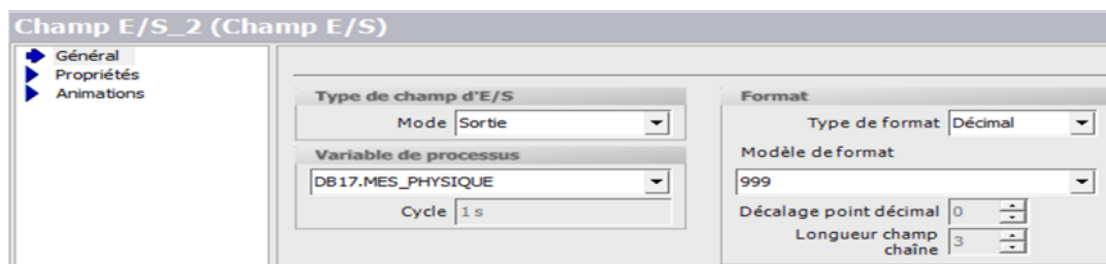 Champ E/S_2 (Champ E/S)
Général
Propriétés
Animations
Type de champ d'E/S
Mode Sortie
Variable de processus
DB17.MES_PHYSIQUE
Cycle 1 s
Format
Type de format Décimal
Modèle de format
999
Décalage point décimal 0
Longueur champ
chaîne 3